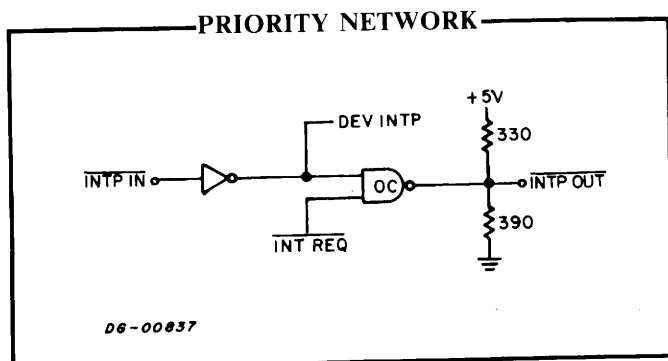 PRIORITY NETWORK
+5V
DEV INTP
330
INTP IN
OC
INTP OUT
INT REQ
390
DG-00837